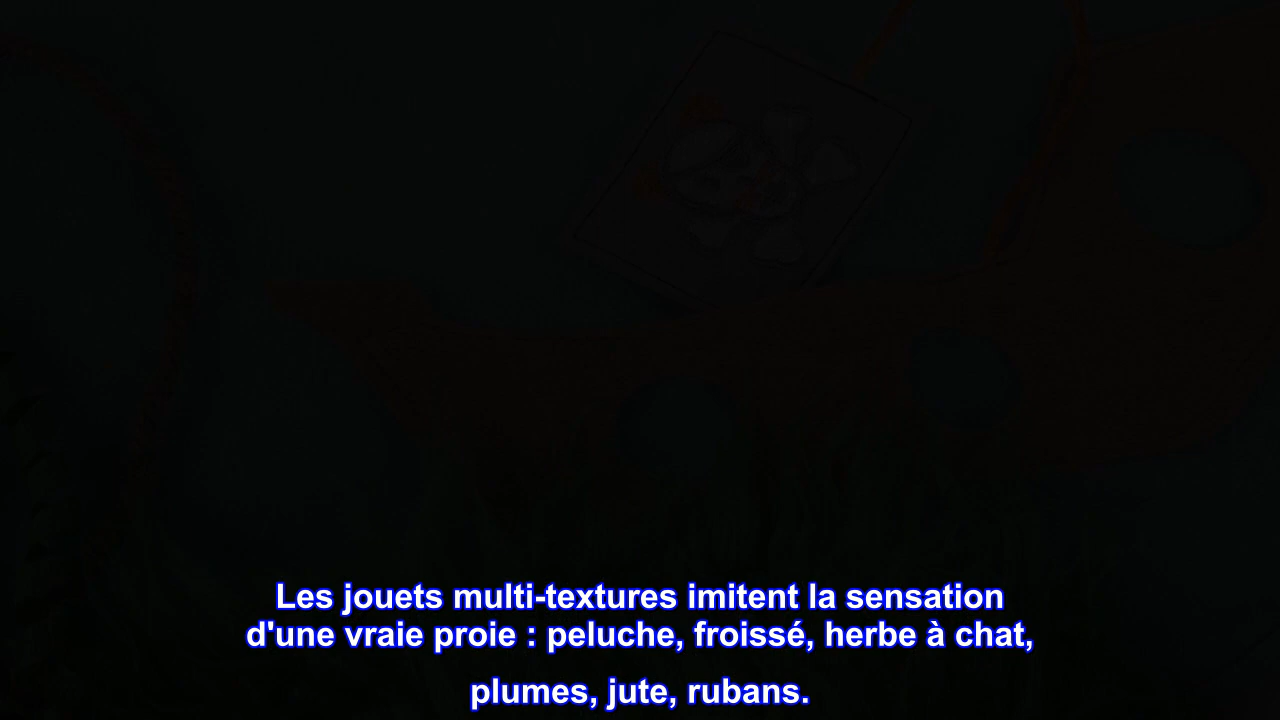 Les jouets multi-textures imitent la sensation
d'une vraie proie : peluche, froissé, herbe à chat,
plumes, jute, rubans.